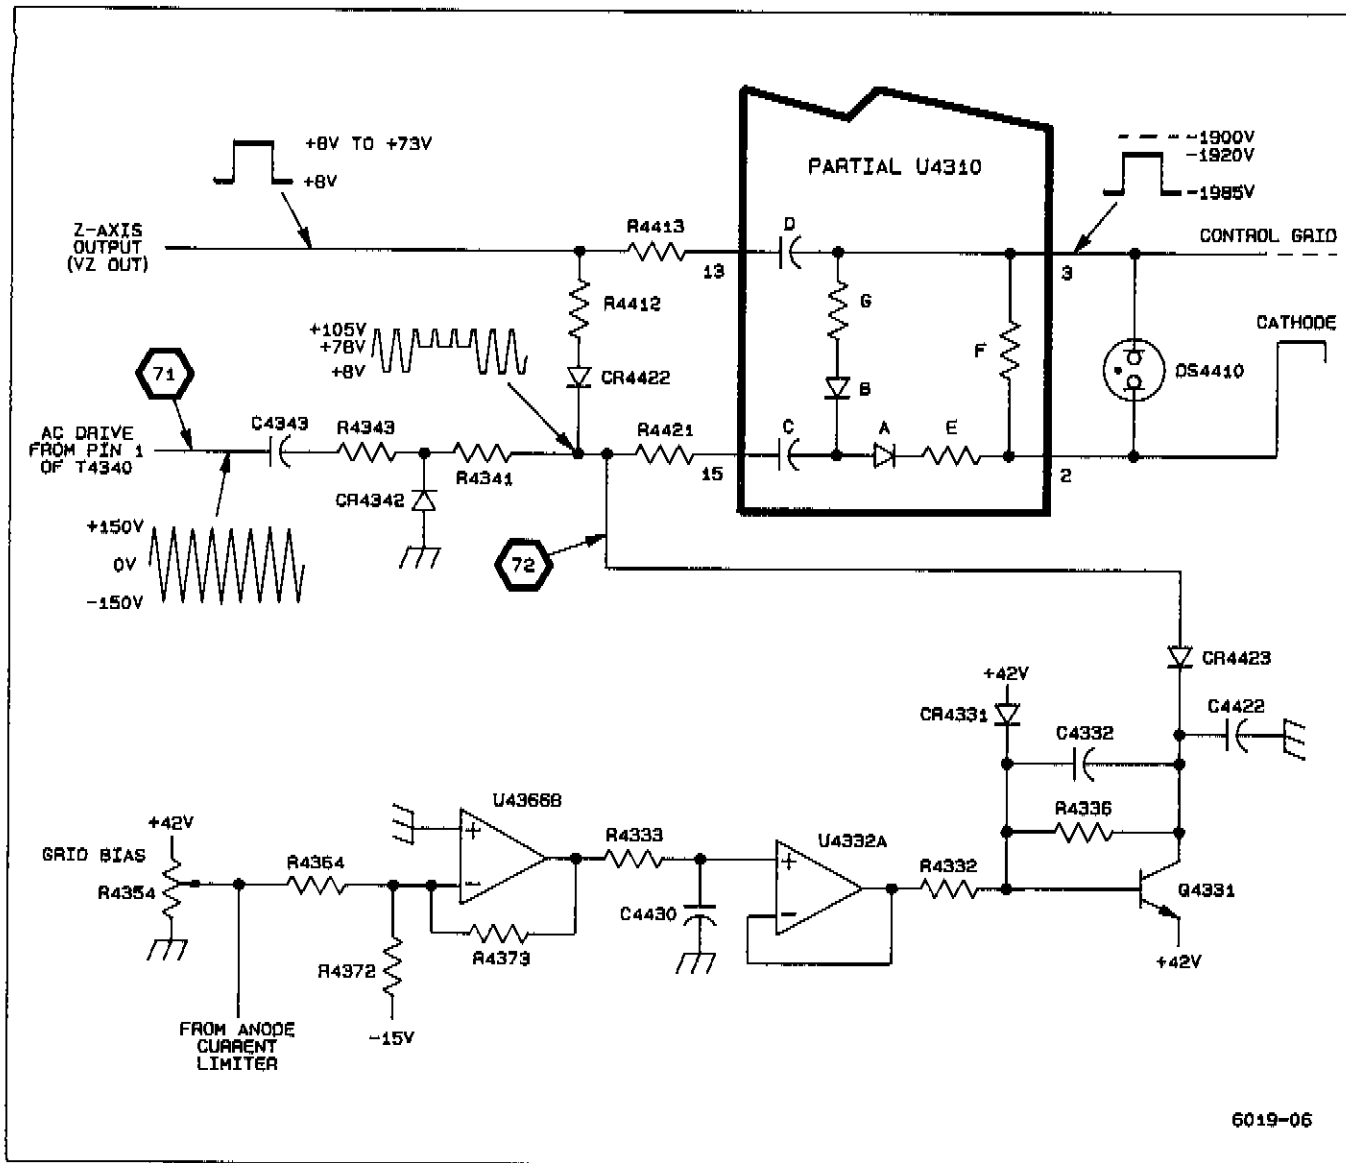 +8V TO +73V
+8V
PARTIAL U4310
-1900V
-1920V
-1985V
Z-AXIS
OUTPUT
(VZ OUT)
R4413
D
13
3
CONTROL GRID
R4412
G
F
+105V
+78V
+8V
CATHODE
71
CR4422
B
DS4410
AC DRIVE
FROM PIN 1
OF T4340
C4343
R4343
R4341
R4421
C
A
E
15
2
CR4342
+150V
0V
-150V
72
CR4423
+42V
CR4331
C4332
C4422
U4366B
+42V
GRID BIAS
R4354
R4364
R4333
U4332A
R4332
R4336
Q4331
+
-
+
-
C4430
R4373
R4372
+42V
-15V
FROM ANODE
CURRENT
LIMITER
6019-06